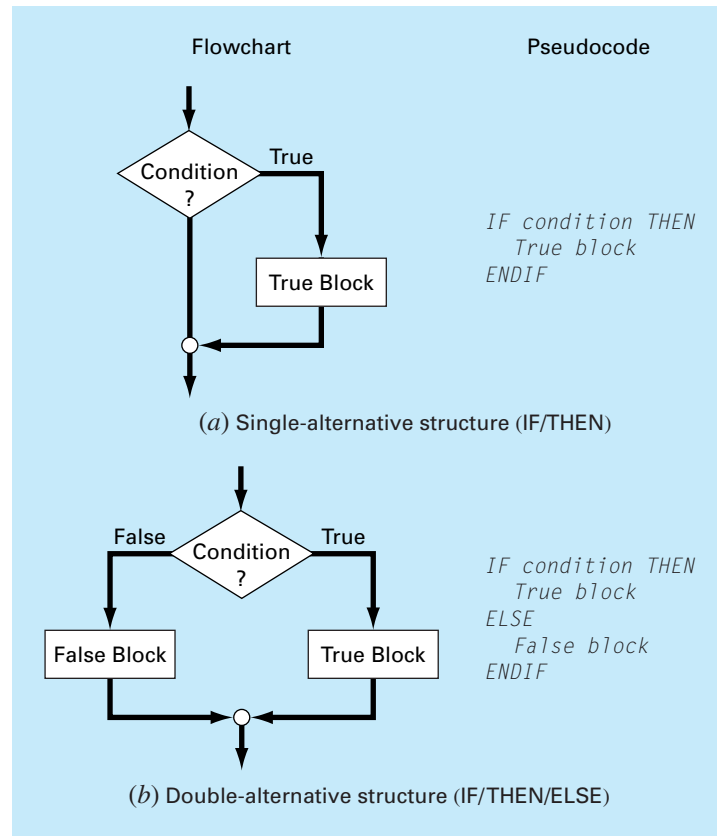 Flowchart
Pseudocode
Condition
?
True
True Block
IF condition THEN
True block
ENDIF
(a) Single-alternative structure (IF/THEN)
False
True
Condition
?
False Block
True Block
IF condition THEN
True block
ELSE
False block
ENDIF
(b) Double-alternative structure (IF/THEN/ELSE)